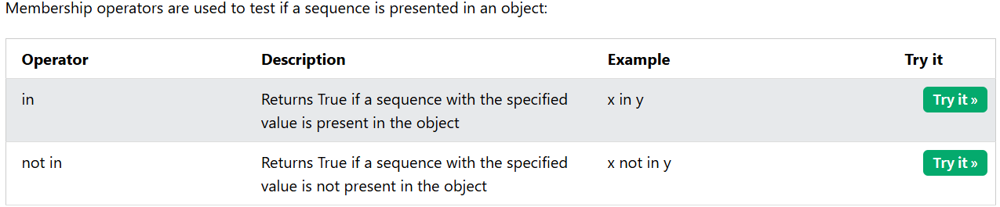 Membership operators are used to test if a sequence is presented in an object:
Operator Description Example Try it
in Returns True if a sequence with the specified x in y Try it »
value is present in the object
not in Returns True if a sequence with the specified x not in y Try it »
value is not present in the object